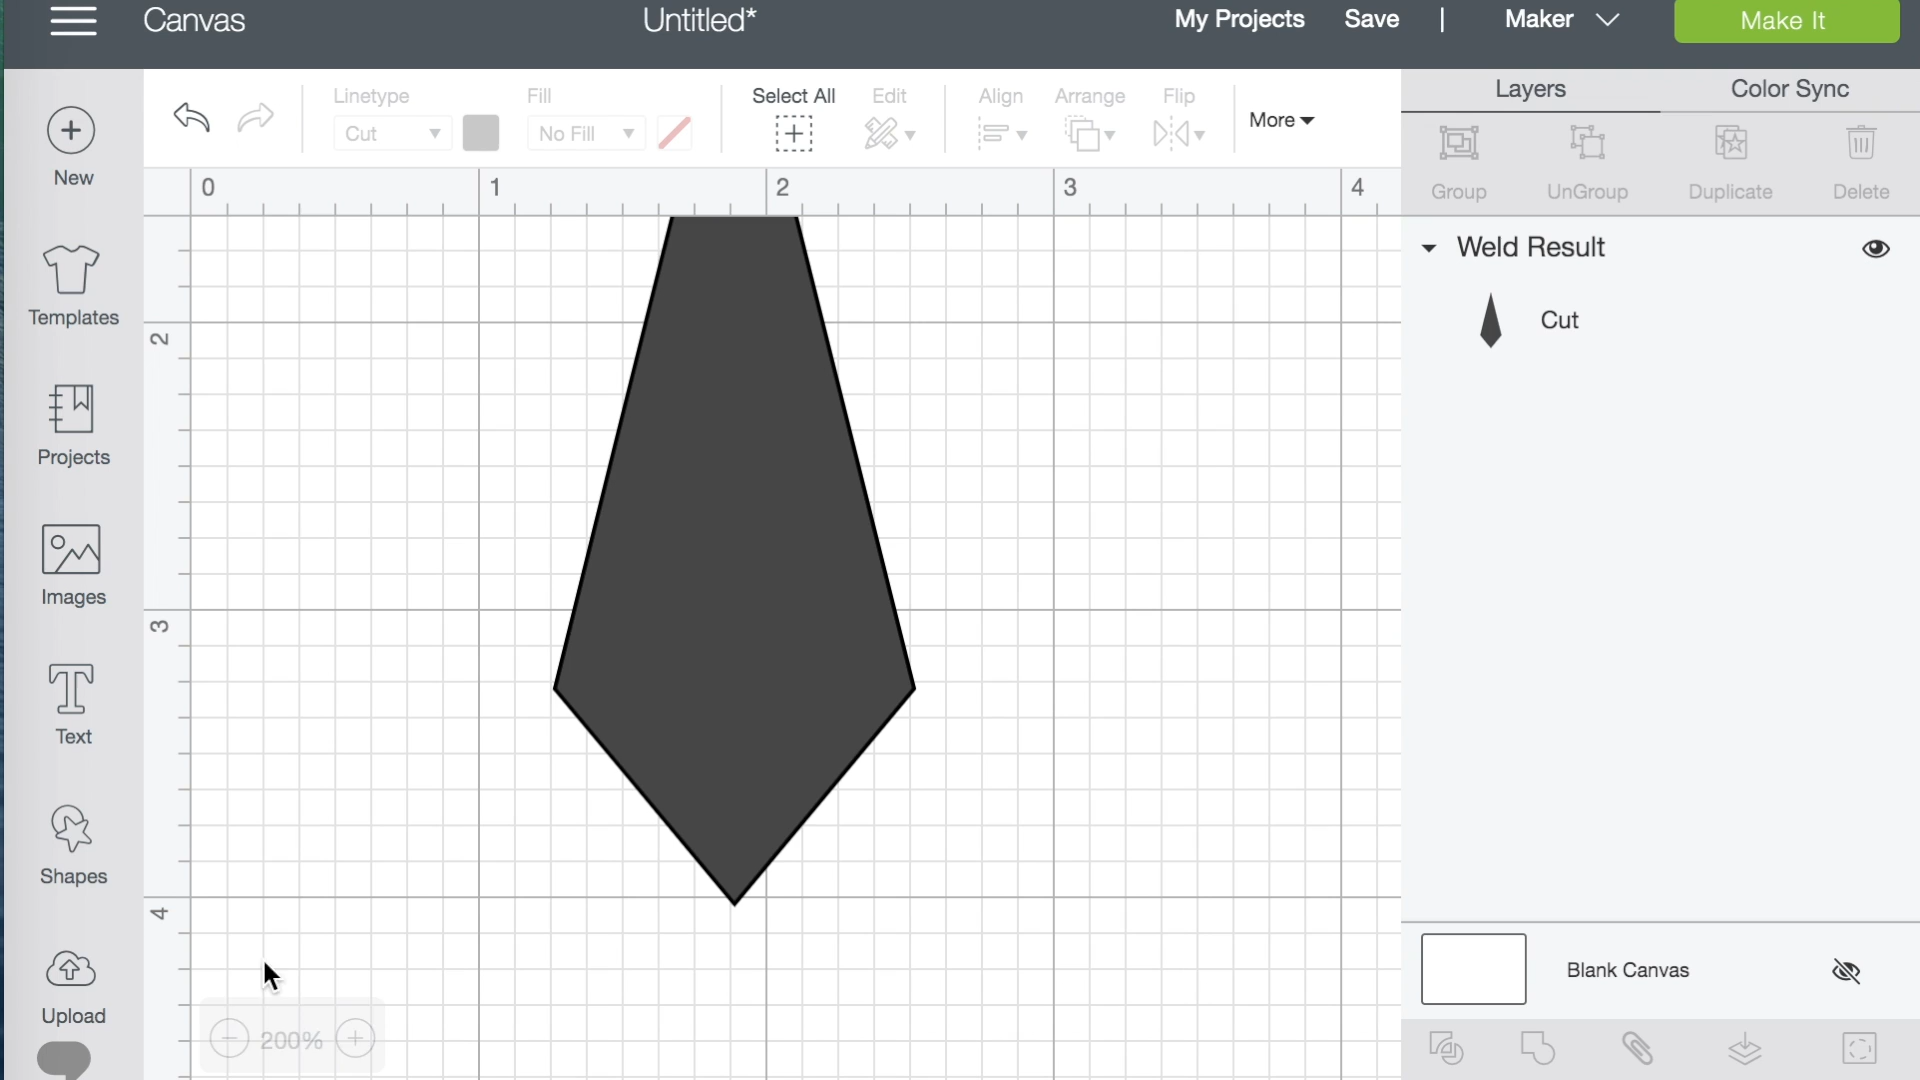 Canvas
Untitled*
My Projects
Save
|
Maker
Make It
New
Templates
Projects
Images
Text
Shapes
Upload
Linetype
Cut
Fill
No Fill
Select All
Edit
Align
Arrange
Flip
More
0 1 2 3 4
2
3
4
200%
Layers
Color Sync
Group
UnGroup
Duplicate
Delete
Weld Result
Cut
Blank Canvas